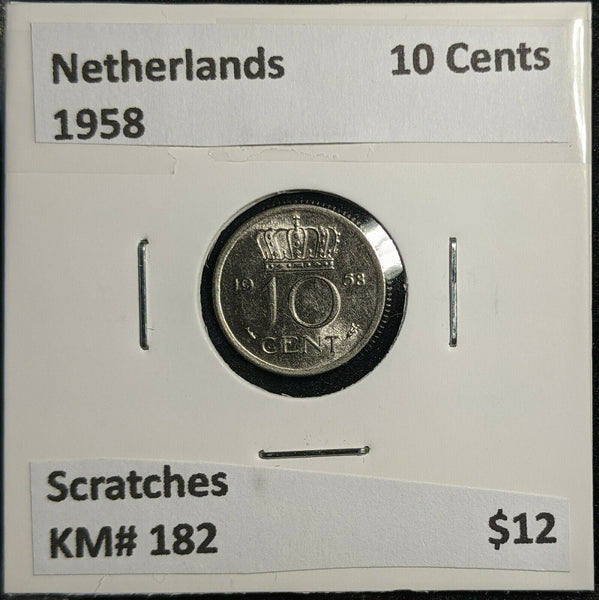 Netherlands 10 Cents
1958
19 58
10
CENT
Scratches
KM# 182 $12